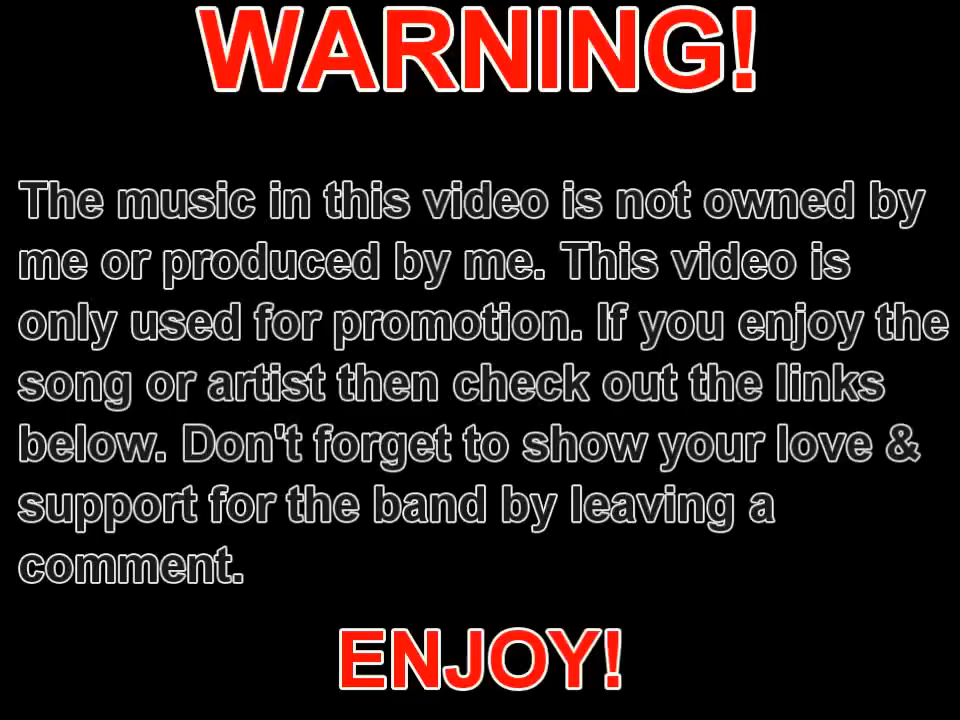 WARNING!
The music in this video is not owned by
me or produced by me. This video is
only used for promotion. If you enjoy the
song or artist then check out the links
below. Don't forget to show your love &
support for the band by leaving a
comment.
ENJOY!